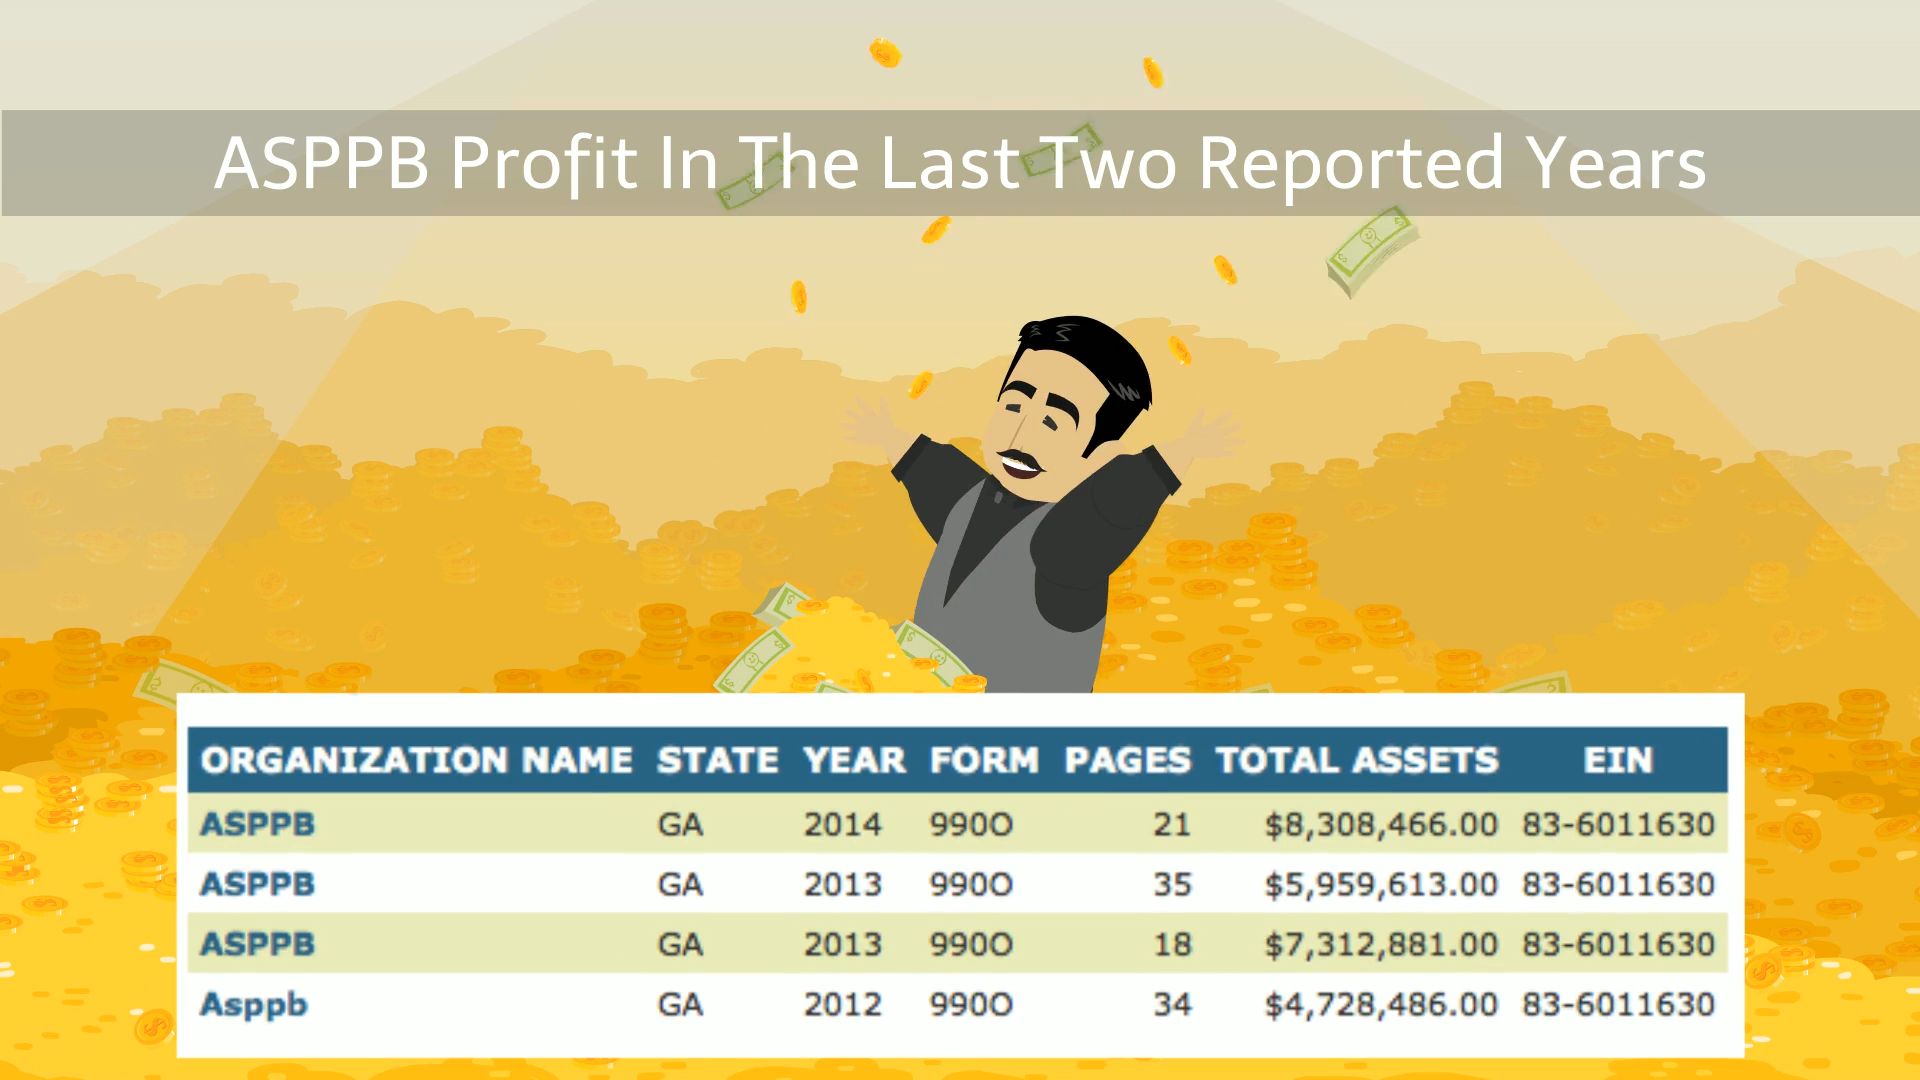 ASPPB Profit In The Last Two Reported Years
ORGANIZATION NAME STATE YEAR FORM PAGES TOTAL ASSETS EIN
ASPPB GA 2014 990O 21 $8,308,466.00 83-6011630
ASPPB GA 2013 990O 35 $5,959,613.00 83-6011630
ASPPB GA 2013 990O 18 $7,312,881.00 83-6011630
Asppb GA 2012 990O 34 $4,728,486.00 83-6011630